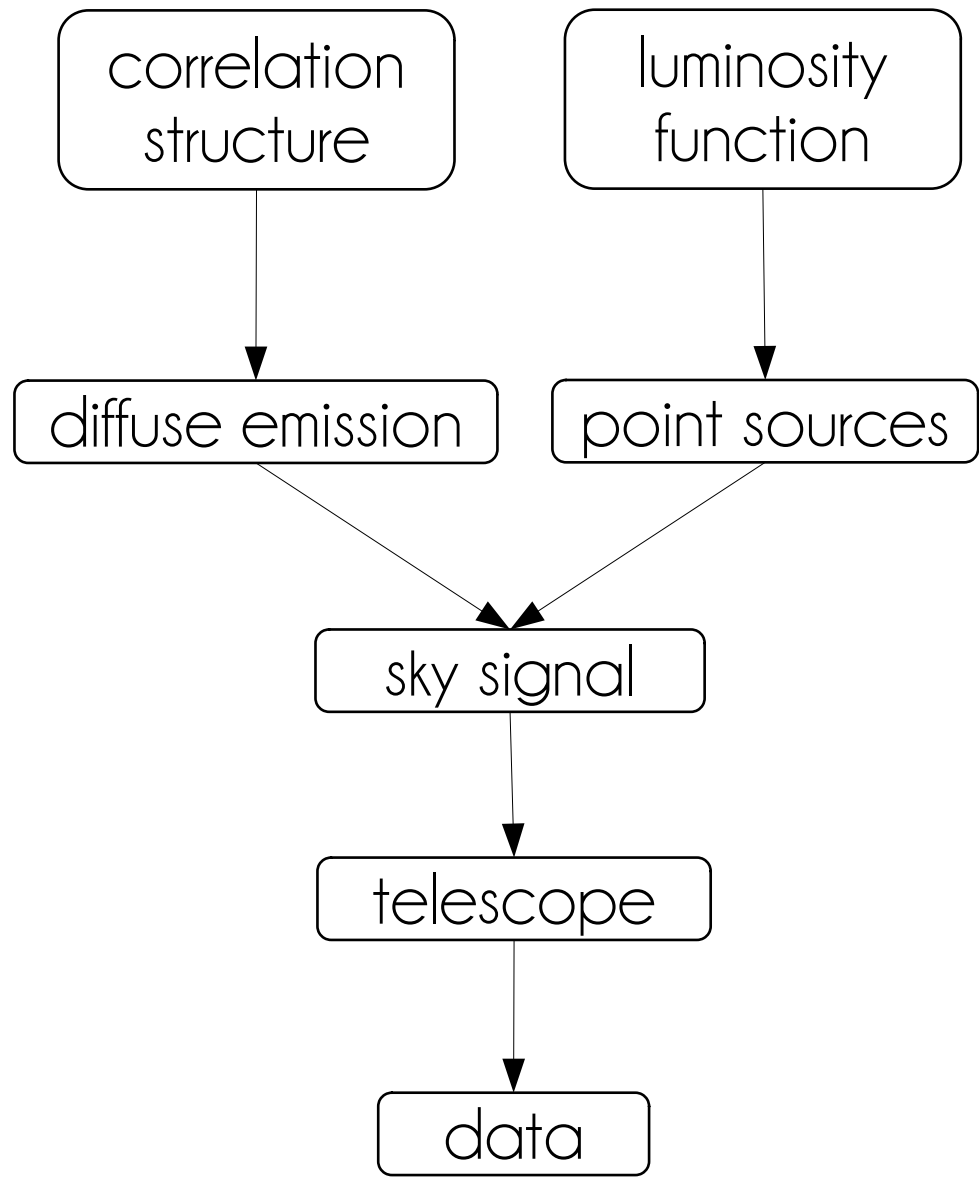 correlation
structure
luminosity
function
diffuse emission
point sources
sky signal
telescope
data